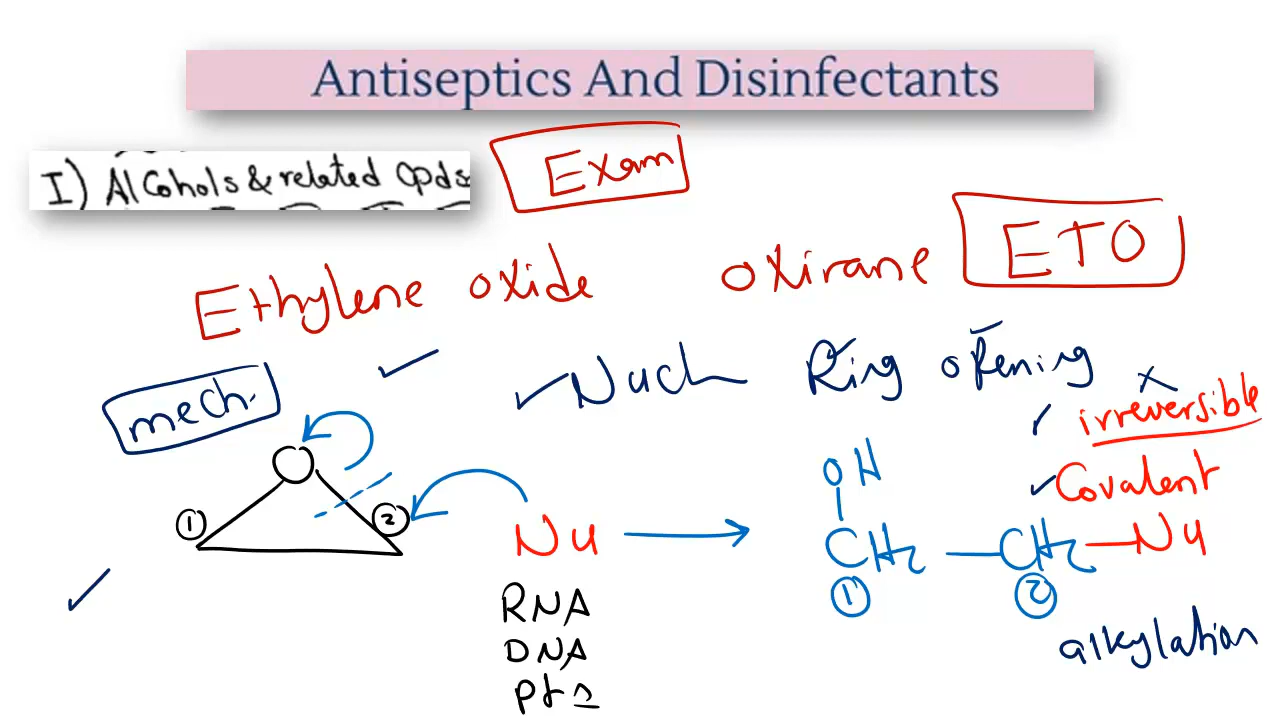 Antiseptics And Disinfectants
I) Alcohols & related Cpds
Exam
Ethylene oxide oxirane ETO
mech.
Nucl Ring opening
irreversible
Covalent
OH
① ② Nu CH2 — CH2 — Nu
① ②
RNA
DNA
Pts
alkylation